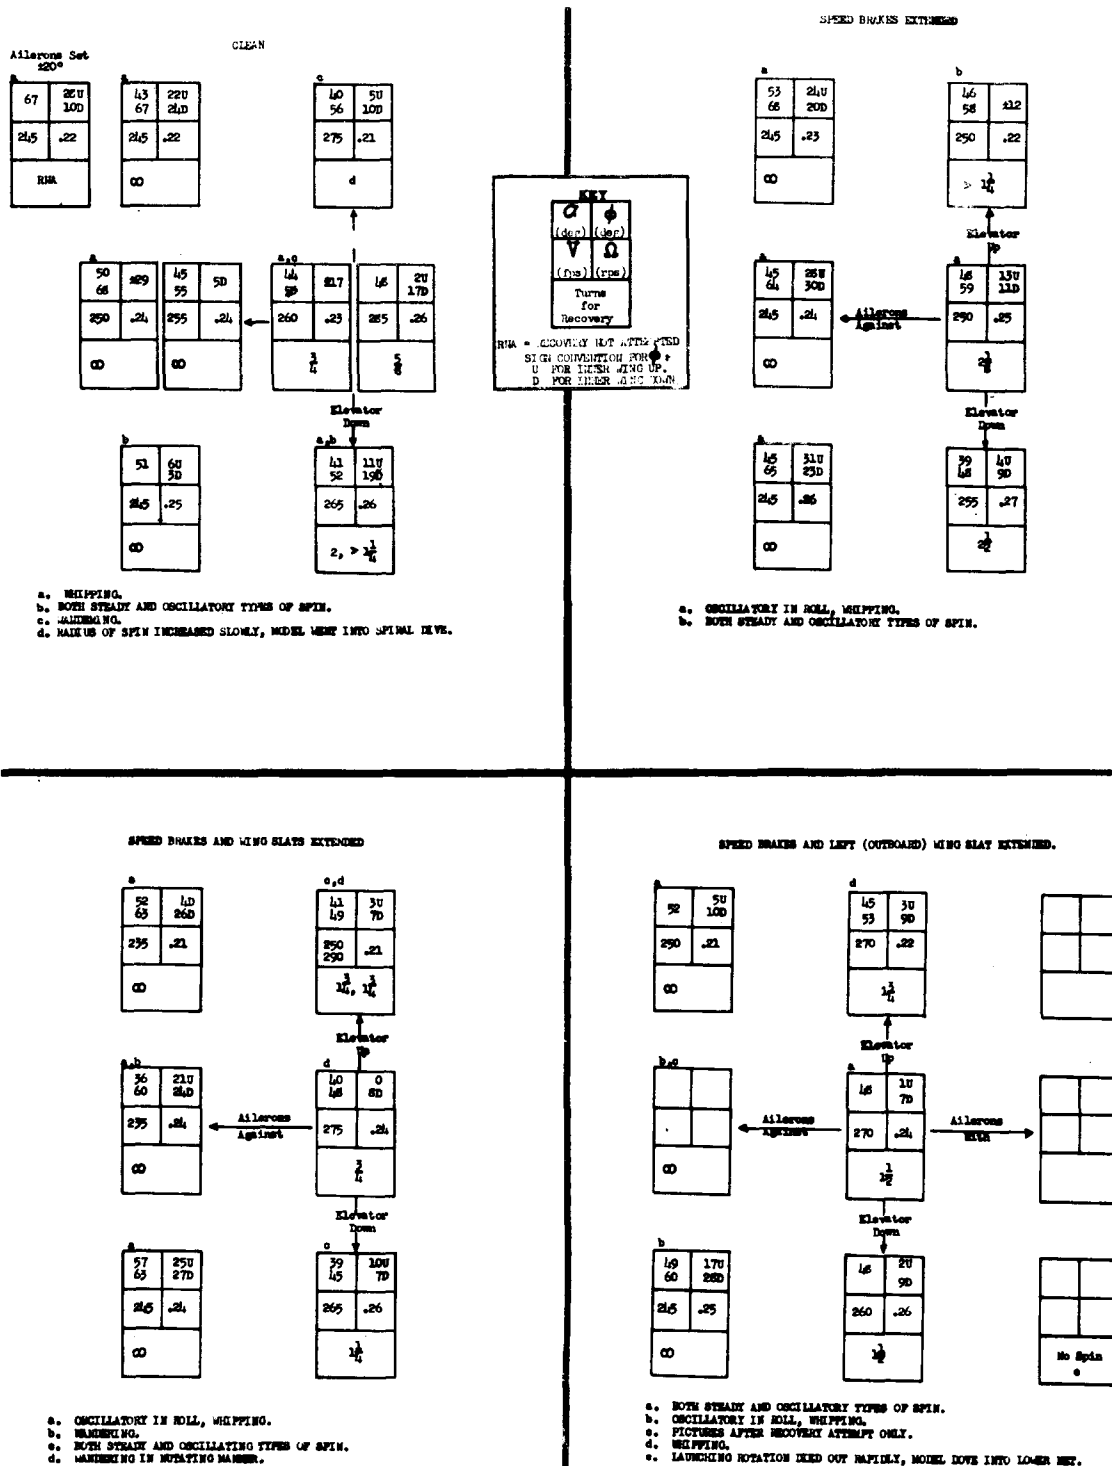 CLEAN
Ailerons Set
±20°
a
67
28U
10D
245
.22
RNA
a
43
67
22U
24D
245
.22
∞
c
40
56
5U
10D
275
.21
d
a
50
68
±29
250
.24
∞
45
55
5D
255
.24
∞
a,c
44
58
±17
260
.23
3/4
48
2U
17D
285
.26
5/8
Elevator
Down
b
51
6U
3D
245
.25
∞
a,b
41
52
11U
19D
265
.26
2, > 1 1/4
a. WHIPPING.
b. BOTH STEADY AND OSCILLATORY TYPES OF SPIN.
c. WANDERING.
d. RADIUS OF SPIN INCREASED SLOWLY, MODEL WENT INTO SPIRAL DIVE.
KEY
α
(deg)
ϕ
(deg)
V
(fps)
Ω
(rps)
Turns
for
Recovery
RNA = RECOVERY NOT ATTEMPTED
SIGN CONVENTION FOR ϕ :
U FOR INNER WING UP.
D FOR INNER WING DOWN
SPEED BRAKES EXTENDED
a
53
68
24U
20D
245
.23
∞
b
46
58
±12
250
.22
> 1 1/4
Elevator
Up
a
45
64
28U
30D
245
.24
∞
Ailerons
Against
a
48
59
13U
11D
250
.25
Elevator
Down
a
45
65
31U
23D
245
.26
∞
39
48
4U
9D
255
.27
2 1/2
a. OSCILLATORY IN ROLL, WHIPPING.
b. BOTH STEADY AND OSCILLATORY TYPES OF SPIN.
SPEED BRAKES AND WING SLATS EXTENDED
a
52
63
4D
26D
235
.21
∞
c,d
41
49
3U
7D
250
290
.21
1 3/4, 1 3/4
Elevator
Up
a,b
36
60
21U
24D
235
.24
∞
Ailerons
Against
d
40
48
0
8D
275
.24
3/4
Elevator
Down
a
57
63
25U
27D
245
.24
∞
c
39
45
10U
7D
265
.26
1 1/4
a. OSCILLATORY IN ROLL, WHIPPING.
b. WANDERING.
c. BOTH STEADY AND OSCILLATING TYPES OF SPIN.
d. WANDERING IN NUTATING MANNER.
SPEED BRAKES AND LEFT (OUTBOARD) WING SLAT EXTENDED.
a
52
5U
10D
250
.21
∞
d
45
53
3U
9D
270
.22
1 3/4
Elevator
Up
b,c
∞
Ailerons
Against
a
48
1U
7D
270
.24
1 1/2
Ailerons
With
Elevator
Down
b
49
60
17U
28D
245
.25
∞
48
2U
9D
260
.26
1 1/2
No Spin
e
a. BOTH STEADY AND OSCILLATORY TYPES OF SPIN.
b. OSCILLATORY IN ROLL, WHIPPING.
c. PICTURES AFTER RECOVERY ATTEMPT ONLY.
d. WHIPPING.
e. LAUNCHING ROTATION DIED OUT RAPIDLY, MODEL DOVE INTO LOWER NET.